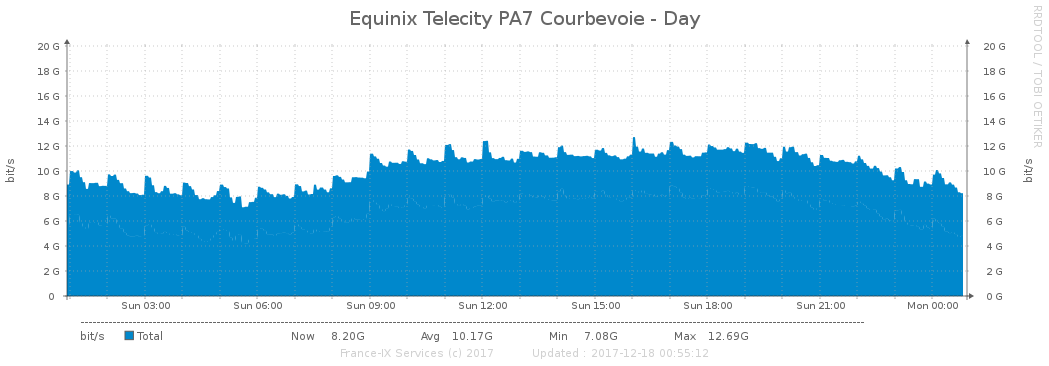 Equinix Telecity PA7 Courbevoie - Day
RRDTOOL / TOBI OETIKER
20 G 20 G
18 G 18 G
16 G 16 G
14 G 14 G
12 G 12 G
10 G 10 G
8 G 8 G
6 G 6 G
4 G 4 G
2 G 2 G
0 0 G
bit/s
bit/s
Sun 03:00 Sun 06:00 Sun 09:00 Sun 12:00 Sun 15:00 Sun 18:00 Sun 21:00 Mon 00:00
bit/s Total Now 8.20G Avg 10.17G Min 7.08G Max 12.69G
France-IX Services (c) 2017 Updated : 2017-12-18 00:55:12